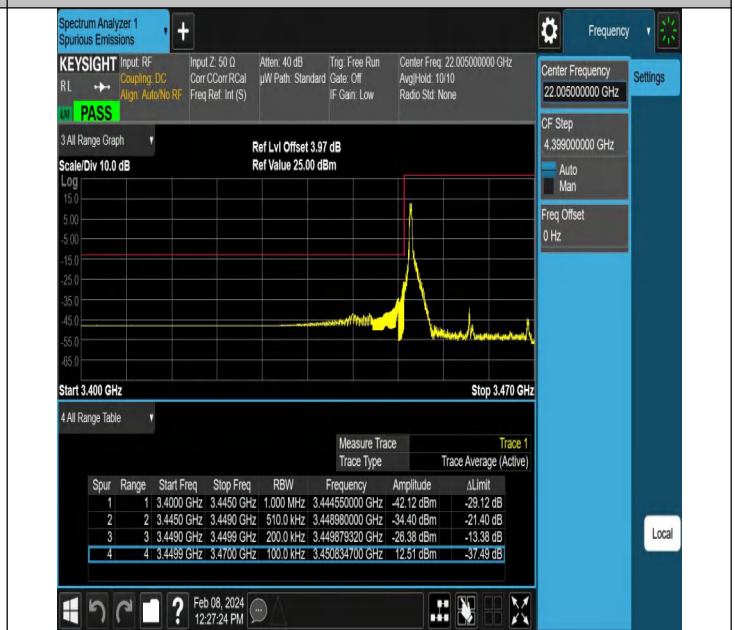 Spectrum Analyzer 1
Spurious Emissions
+
Frequency
KEYSIGHT Input: RF Input Z: 50 Ω Atten: 40 dB Trig: Free Run Center Freq: 22.005000000 GHz
RL Coupling: DC Corr CCorr RCal µW Path: Standard Gate: Off Avg|Hold: 10/10
Align: Auto/No RF Freq Ref: Int (S) IF Gain: Low Radio Std: None
LM PASS
Center Frequency
22.005000000 GHz
Settings
CF Step
4.399000000 GHz
Auto
Man
Freq Offset
0 Hz
3 All Range Graph
Ref Lvl Offset 3.97 dB
Scale/Div 10.0 dB Ref Value 25.00 dBm
Log
15.0
5.00
-5.00
-15.0
-25.0
-35.0
-45.0
-55.0
-65.0
Start 3.400 GHz Stop 3.470 GHz
4 All Range Table
Measure Trace Trace 1
Trace Type Trace Average (Active)
Spur Range Start Freq Stop Freq RBW Frequency Amplitude ΔLimit
1 1 3.4000 GHz 3.4450 GHz 1.000 MHz 3.444550000 GHz -42.12 dBm -29.12 dB
2 2 3.4450 GHz 3.4490 GHz 510.0 kHz 3.448980000 GHz -34.40 dBm -21.40 dB
3 3 3.4490 GHz 3.4499 GHz 200.0 kHz 3.449879320 GHz -26.38 dBm -13.38 dB
4 4 3.4499 GHz 3.4700 GHz 100.0 kHz 3.450834700 GHz 12.51 dBm -37.49 dB
Local
? Feb 08, 2024
12:27:24 PM